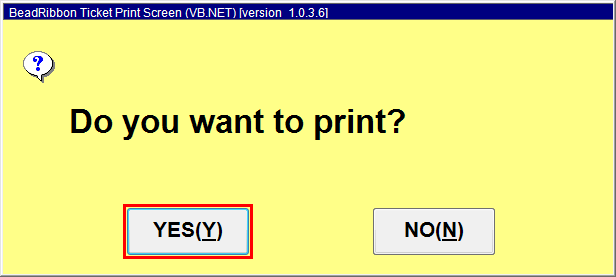 BeadRibbon Ticket Print Screen (VB.NET) [version  1.0.3.6]
?
Do you want to print?
YES(Y)
NO(N)